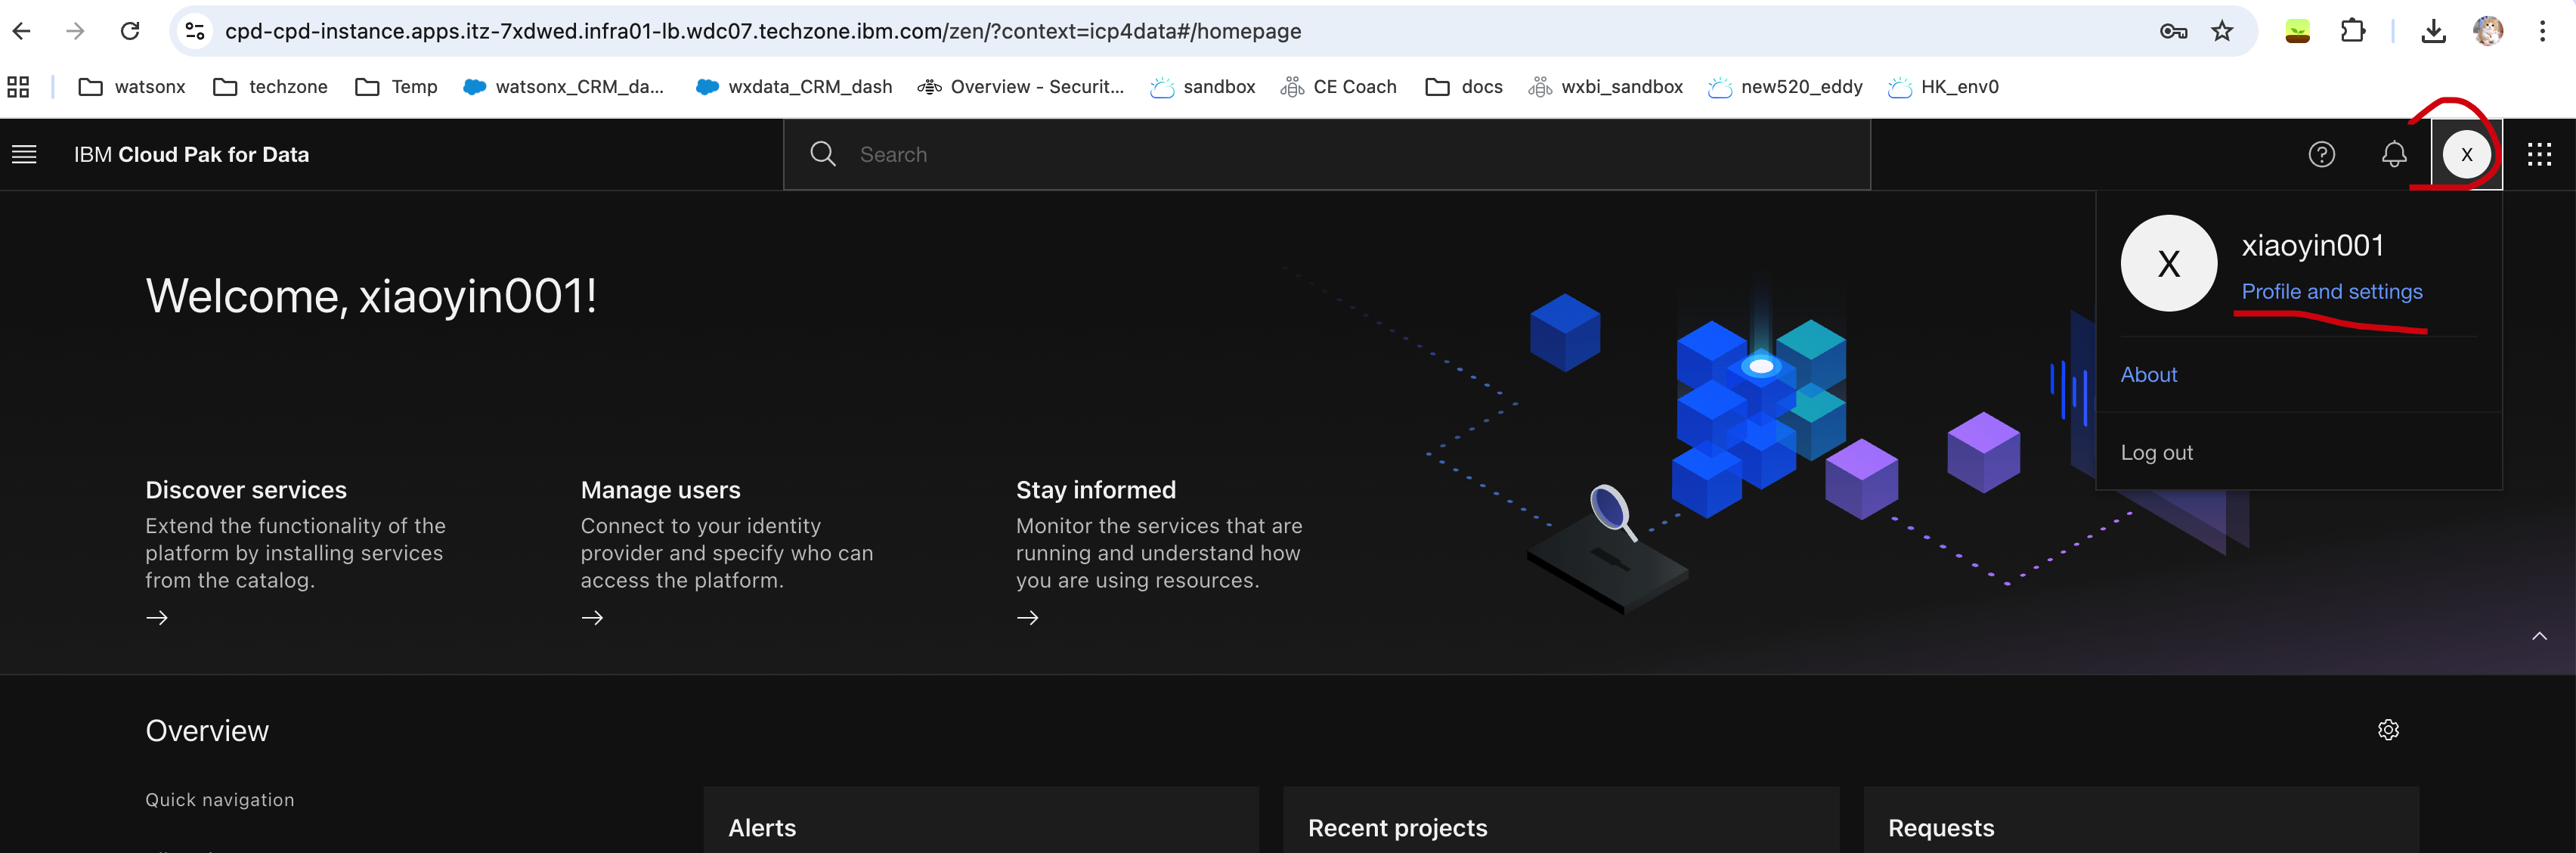 cpd-cpd-instance.apps.itz-7xdwed.infra01-lb.wdc07.techzone.ibm.com/zen/?context=icp4data#/homepage
watsonx
techzone
Temp
watsonx_CRM_da...
wxdata_CRM_dash
Overview - Securit...
sandbox
CE Coach
docs
wxbi_sandbox
new520_eddy
HK_env0
IBM Cloud Pak for Data
Search
X
X
xiaoyin001
Profile and settings
About
Log out
Welcome, xiaoyin001!
Discover services
Extend the functionality of the
platform by installing services
from the catalog.
Manage users
Connect to your identity
provider and specify who can
access the platform.
Stay informed
Monitor the services that are
running and understand how
you are using resources.
Overview
Quick navigation
Alerts
Recent projects
Requests